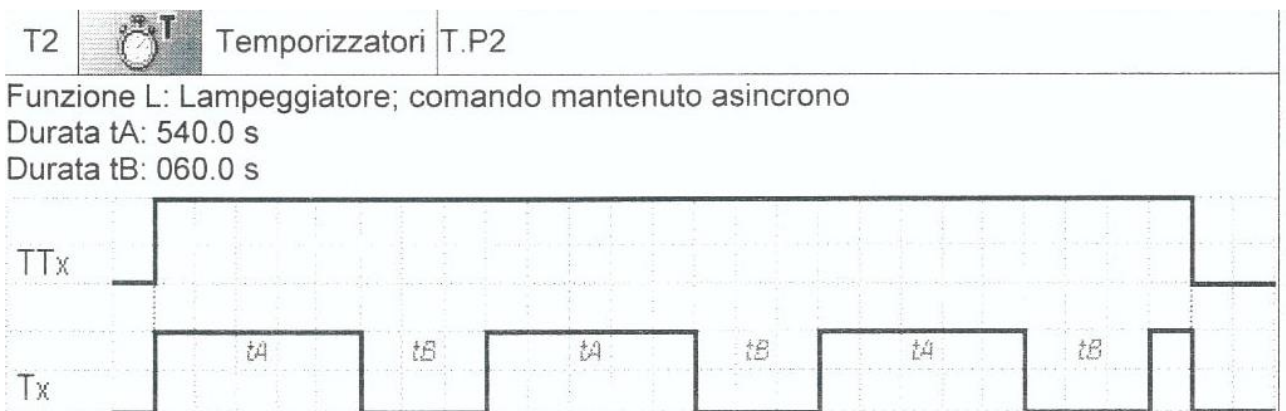 T2 T Temporizzatori T.P2
Funzione L: Lampeggiatore; comando mantenuto asincrono
Durata tA: 540.0 s
Durata tB: 060.0 s
TTx
tA tB tA tB tA tB
Tx